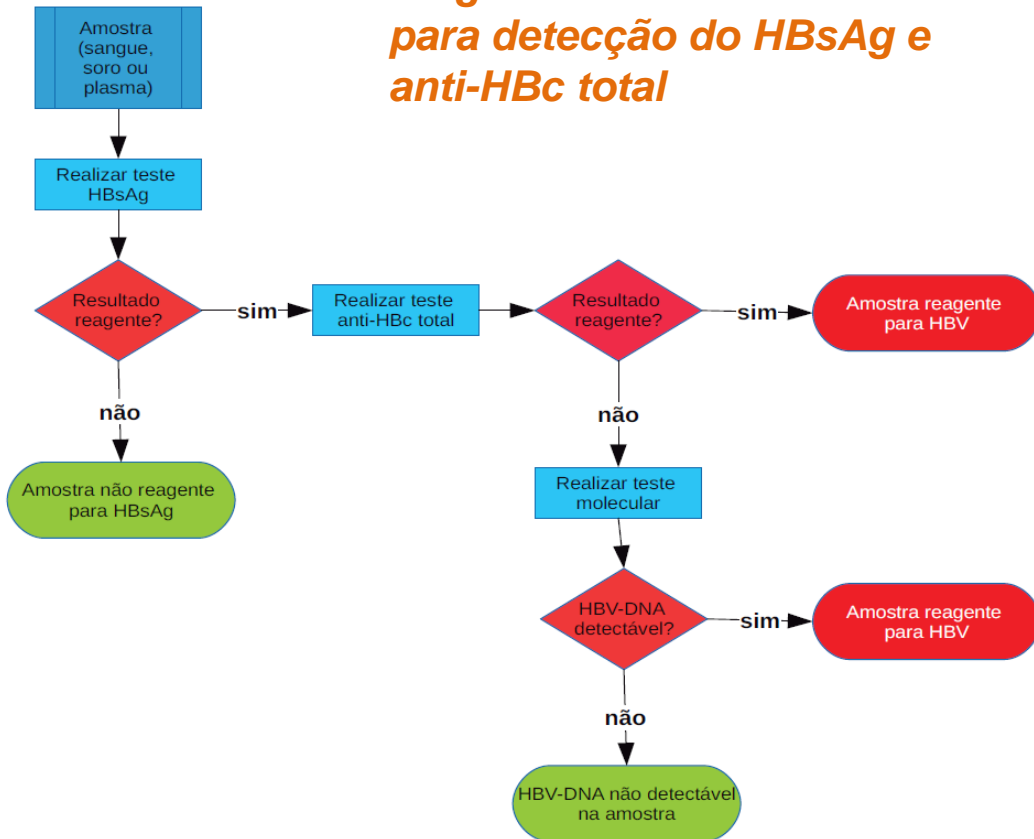 para detecção do HBsAg e
anti-HBc total
Amostra
(sangue,
soro ou
plasma)
Realizar teste
HBsAg
Resultado
reagente?
sim
Realizar teste
anti-HBc total
Resultado
reagente?
sim
Amostra reagente
para HBV
não
Amostra não reagente
para HBsAg
não
Realizar teste
molecular
HBV-DNA
detectável?
sim
Amostra reagente
para HBV
não
HBV-DNA não detectável
na amostra